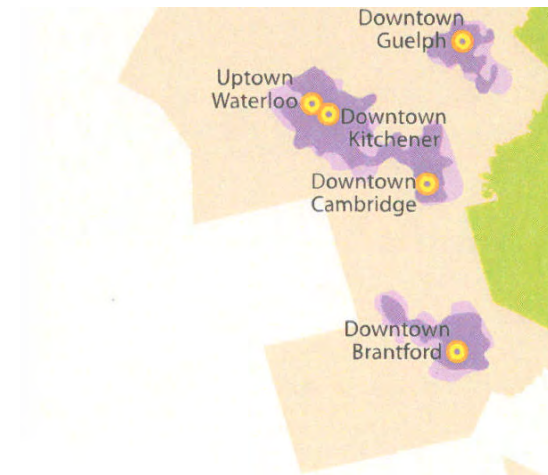 Downtown
Guelph
Uptown
Waterloo
Downtown
Kitchener
Downtown
Cambridge
Downtown
Brantford